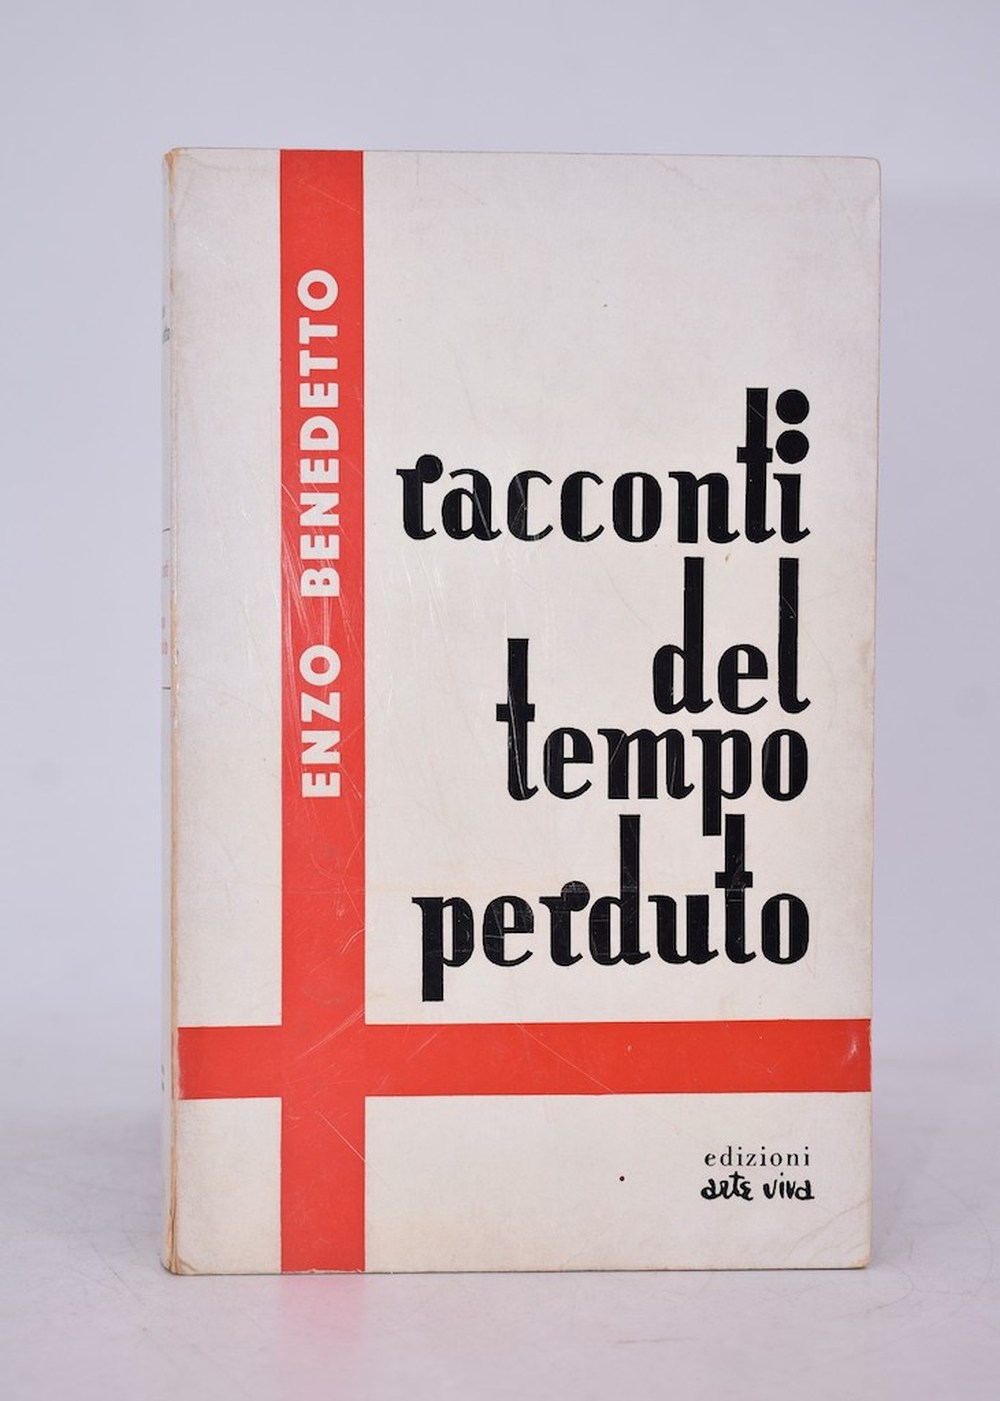 ENZO BENEDETTO
racconti
del
tempo
perduto
edizioni
arte viva